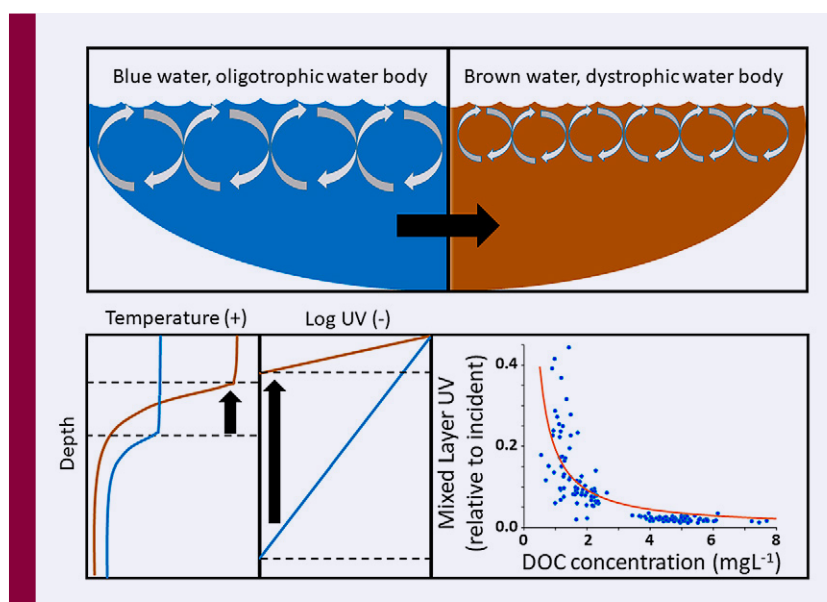 Blue water, oligotrophic water body
Brown water, dystrophic water body
Temperature (+)
Log UV (-)
Depth
Mixed Layer UV
(relative to incident)
0.4
0.2
0.0
0
2
4
6
8
DOC concentration (mgL⁻¹)